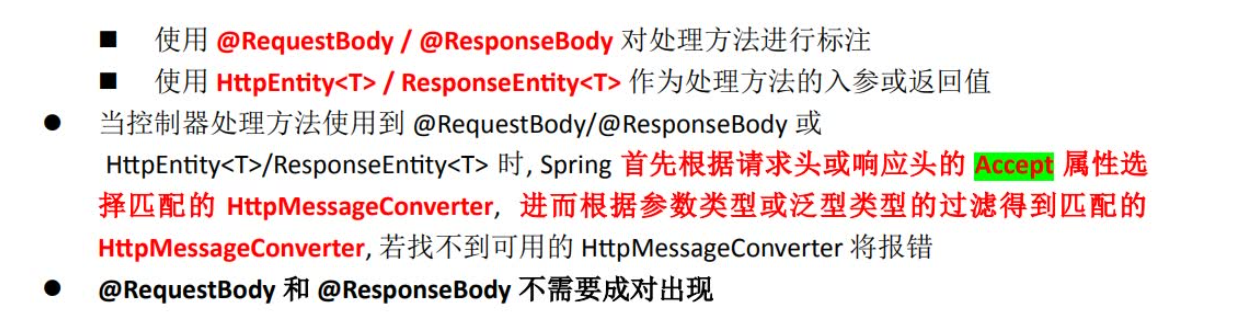 ■ 使用 @RequestBody / @ResponseBody 对处理方法进行标注
■ 使用 HttpEntity<T> / ResponseEntity<T> 作为处理方法的入参或返回值
● 当控制器处理方法使用到 @RequestBody/@ResponseBody 或
HttpEntity<T>/ResponseEntity<T> 时, Spring 首先根据请求头或响应头的 Accept 属性选
择匹配的 HttpMessageConverter, 进而根据参数类型或泛型类型的过滤得到匹配的
HttpMessageConverter, 若找不到可用的 HttpMessageConverter 将报错
● @RequestBody 和 @ResponseBody 不需要成对出现